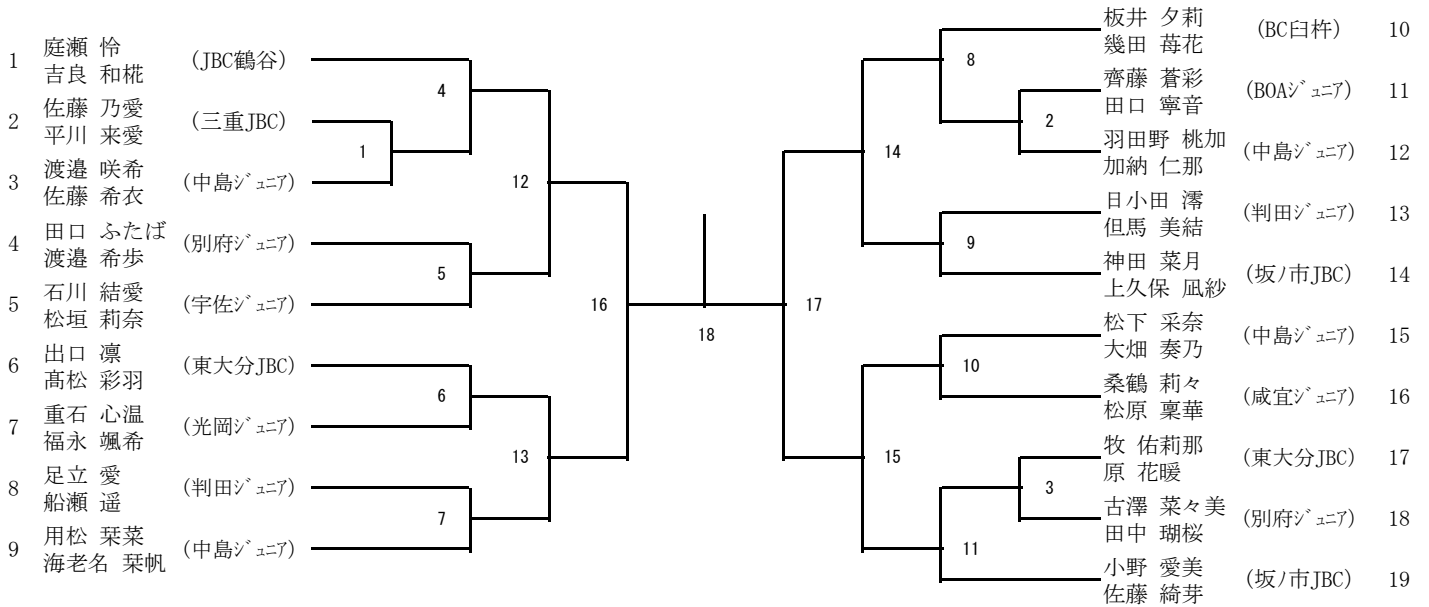 1 庭瀬 怜 (JBC鶴谷)
吉良 和椛
2 佐藤 乃愛 (三重JBC)
平川 来愛
3 渡邉 咲希 (中島ジュニア)
佐藤 希衣
4 田口 ふたば (別府ジュニア)
渡邉 希歩
5 石川 結愛 (宇佐ジュニア)
松垣 莉奈
6 出口 凛 (東大分JBC)
髙松 彩羽
7 重石 心温 (光岡ジュニア)
福永 颯希
8 足立 愛 (判田ジュニア)
船瀬 遥
9 用松 栞菜 (中島ジュニア)
海老名 栞帆
4
1
12
5
16
6
13
7
18
8
2
14
9
17
10
15
3
11
板井 夕莉 (BC臼杵) 10
幾田 苺花
齊藤 蒼彩 (BOAジュニア) 11
田口 寧音
羽田野 桃加 (中島ジュニア) 12
加納 仁那
日小田 澪 (判田ジュニア) 13
但馬 美結
神田 菜月 (坂ノ市JBC) 14
上久保 凪紗
松下 采奈 (中島ジュニア) 15
大畑 奏乃
桑鶴 莉々 (咸宜ジュニア) 16
松原 稟華
牧 佑莉那 (東大分JBC) 17
原 花暖
古澤 菜々美 (別府ジュニア) 18
田中 瑚桜
小野 愛美 (坂ノ市JBC) 19
佐藤 綺芽